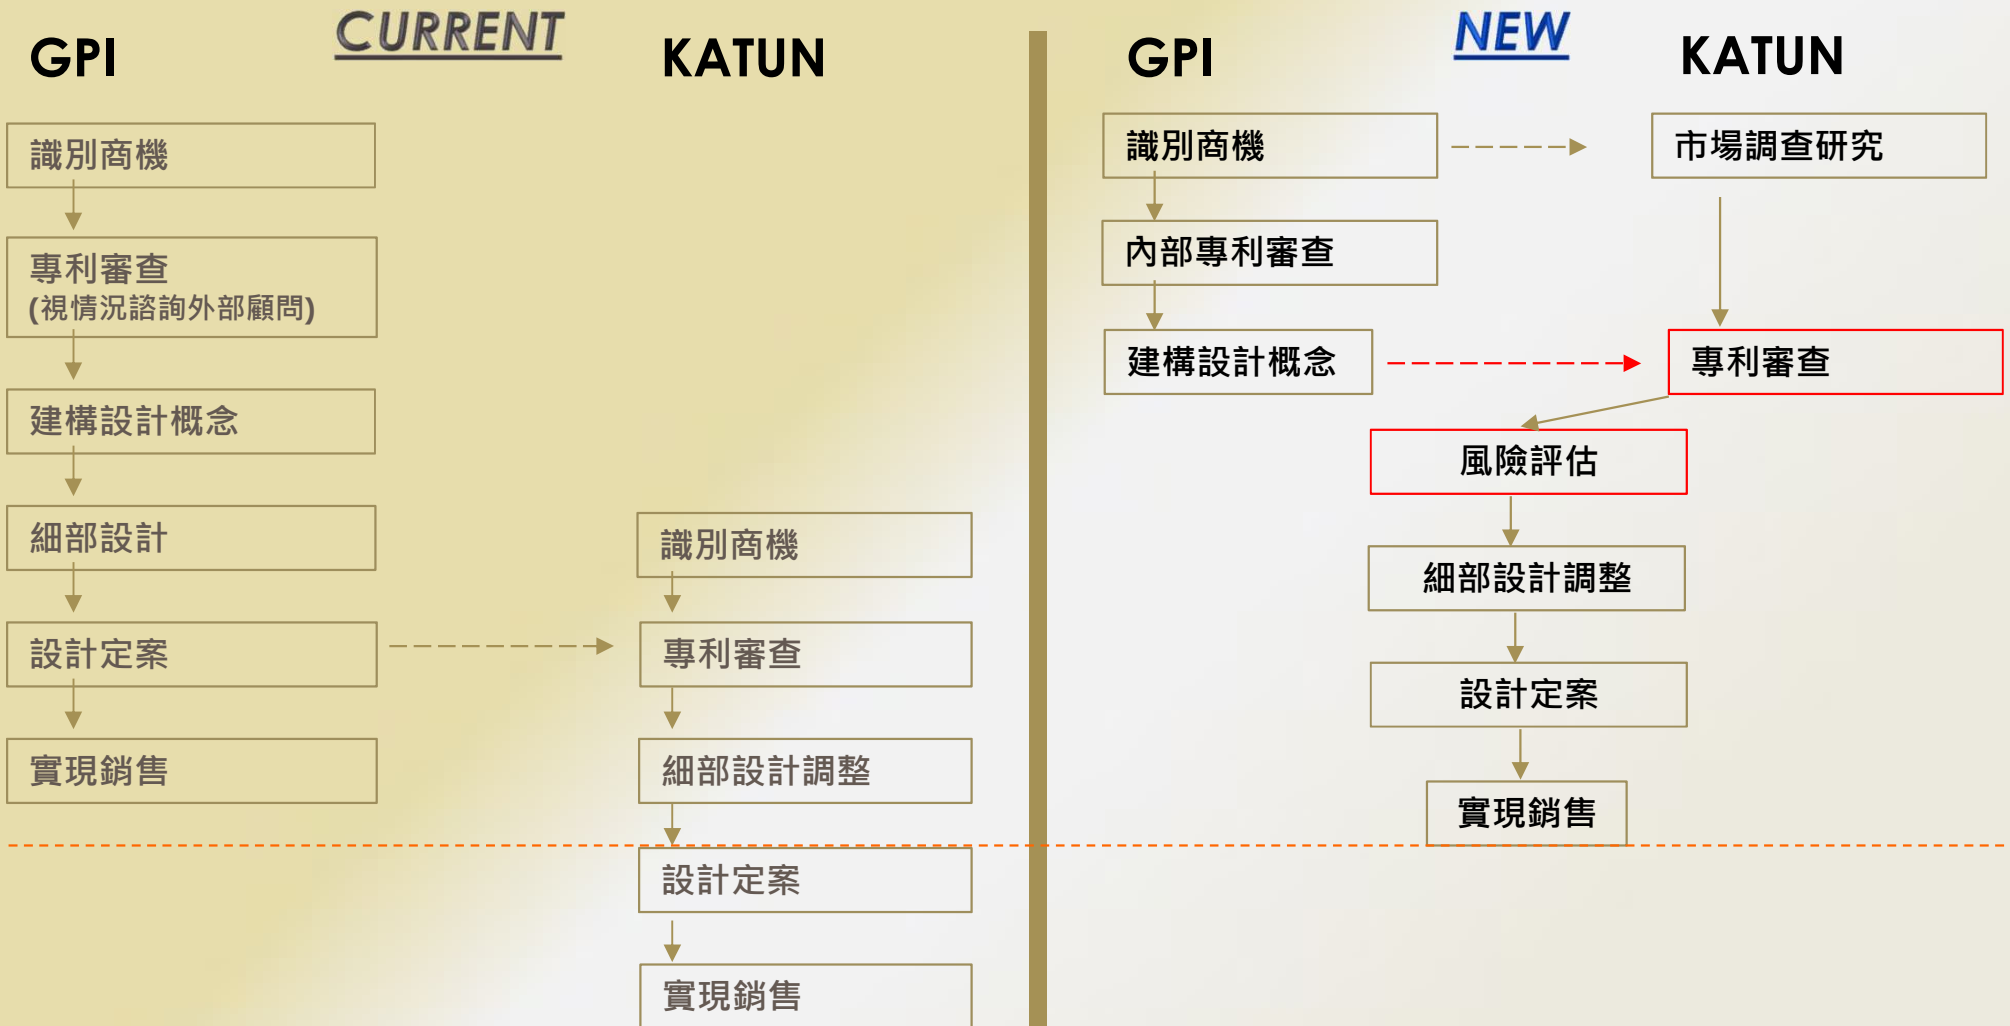 CURRENT
GPI
KATUN
識別商機
專利審查
(視情況諮詢外部顧問)
建構設計概念
細部設計
設計定案
實現銷售
識別商機
專利審查
細部設計調整
設計定案
實現銷售
NEW
GPI
KATUN
識別商機
市場調查研究
內部專利審查
建構設計概念
專利審查
風險評估
細部設計調整
設計定案
實現銷售